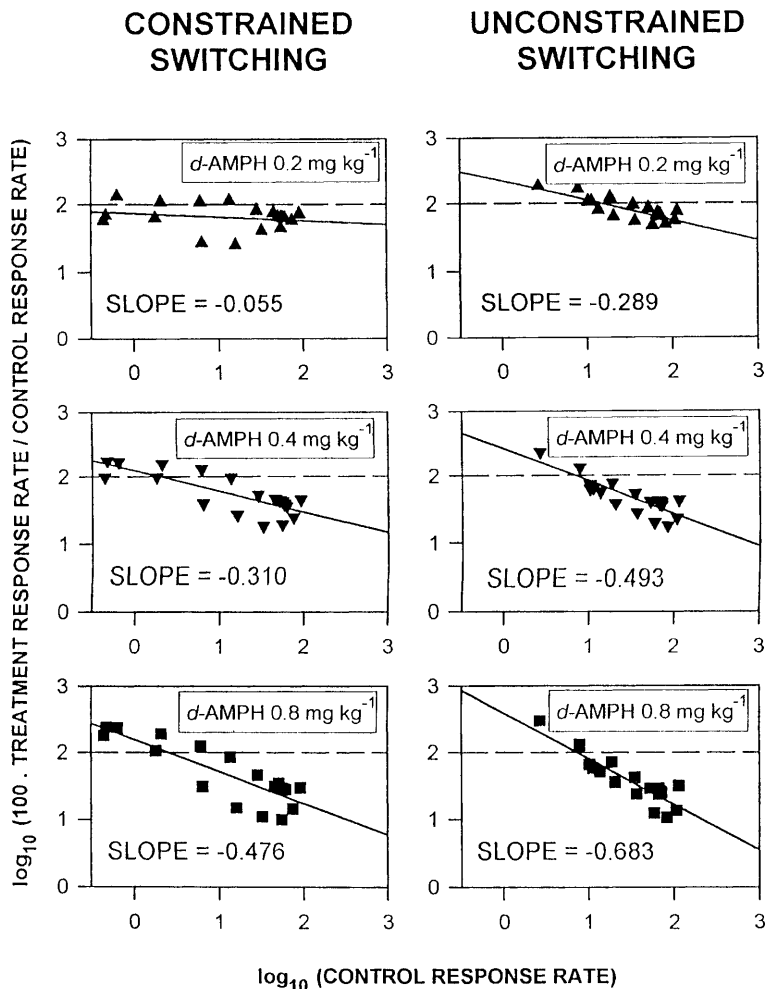 CONSTRAINED
SWITCHING
UNCONSTRAINED
SWITCHING
log10 (100 . TREATMENT RESPONSE RATE / CONTROL RESPONSE RATE)
3
2
1
0
d-AMPH 0.2 mg kg-1
SLOPE = -0.055
0 1 2 3
3
2
1
0
d-AMPH 0.2 mg kg-1
SLOPE = -0.289
0 1 2 3
3
2
1
0
d-AMPH 0.4 mg kg-1
SLOPE = -0.310
0 1 2 3
3
2
1
0
d-AMPH 0.4 mg kg-1
SLOPE = -0.493
0 1 2 3
3
2
1
0
d-AMPH 0.8 mg kg-1
SLOPE = -0.476
0 1 2 3
3
2
1
0
d-AMPH 0.8 mg kg-1
SLOPE = -0.683
0 1 2 3
log10 (CONTROL RESPONSE RATE)